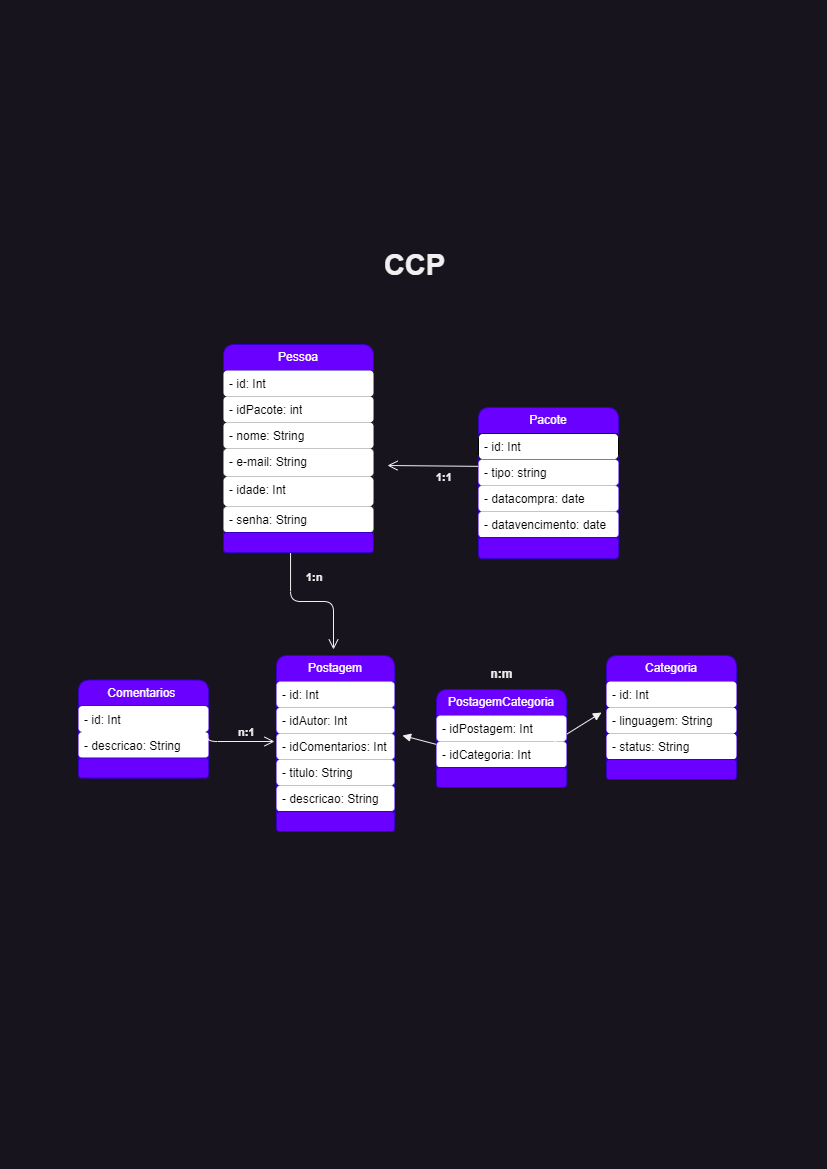 CCP
Pessoa
- id: Int
- idPacote: int
- nome: String
- e-mail: String
- idade: Int
- senha: String
Pacote
- id: Int
- tipo: string
- datacompra: date
- datavencimento: date
1:1
1:n
Comentarios
- id: Int
- descricao: String
n:1
Postagem
- id: Int
- idAutor: Int
- idComentarios: Int
- titulo: String
- descricao: String
n:m
PostagemCategoria
- idPostagem: Int
- idCategoria: Int
Categoria
- id: Int
- linguagem: String
- status: String